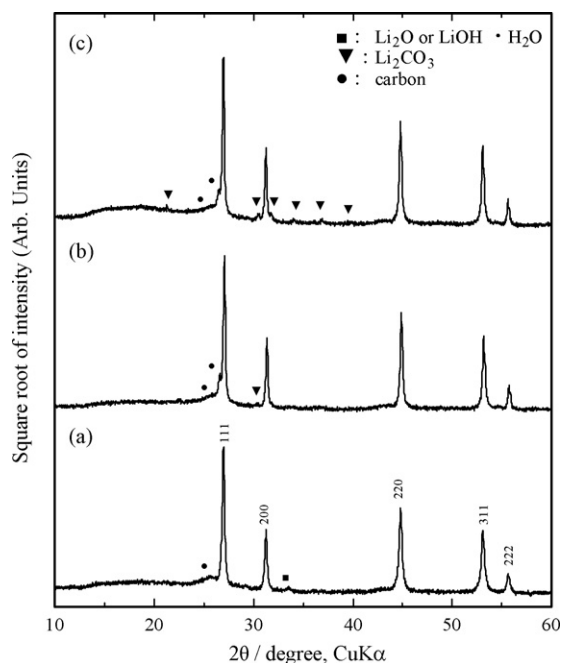 (c)
■ : Li₂O or LiOH ・H₂O
▼ : Li₂CO₃
● : carbon
(b)
(a)
111
200
220
311
222
Square root of intensity (Arb. Units)
10 20 30 40 50 60
2θ / degree, CuKα